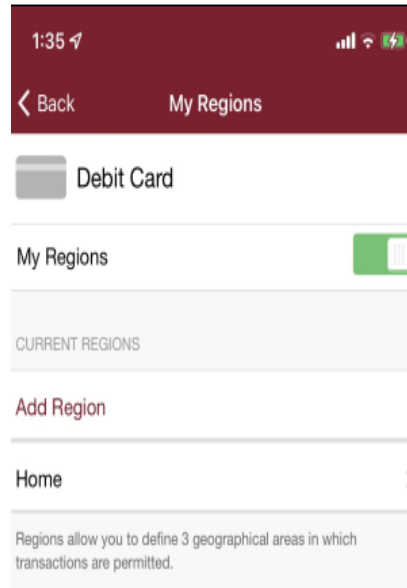 1:35
Back
My Regions
Debit Card
My Regions
CURRENT REGIONS
Add Region
Home
Regions allow you to define 3 geographical areas in which
transactions are permitted.